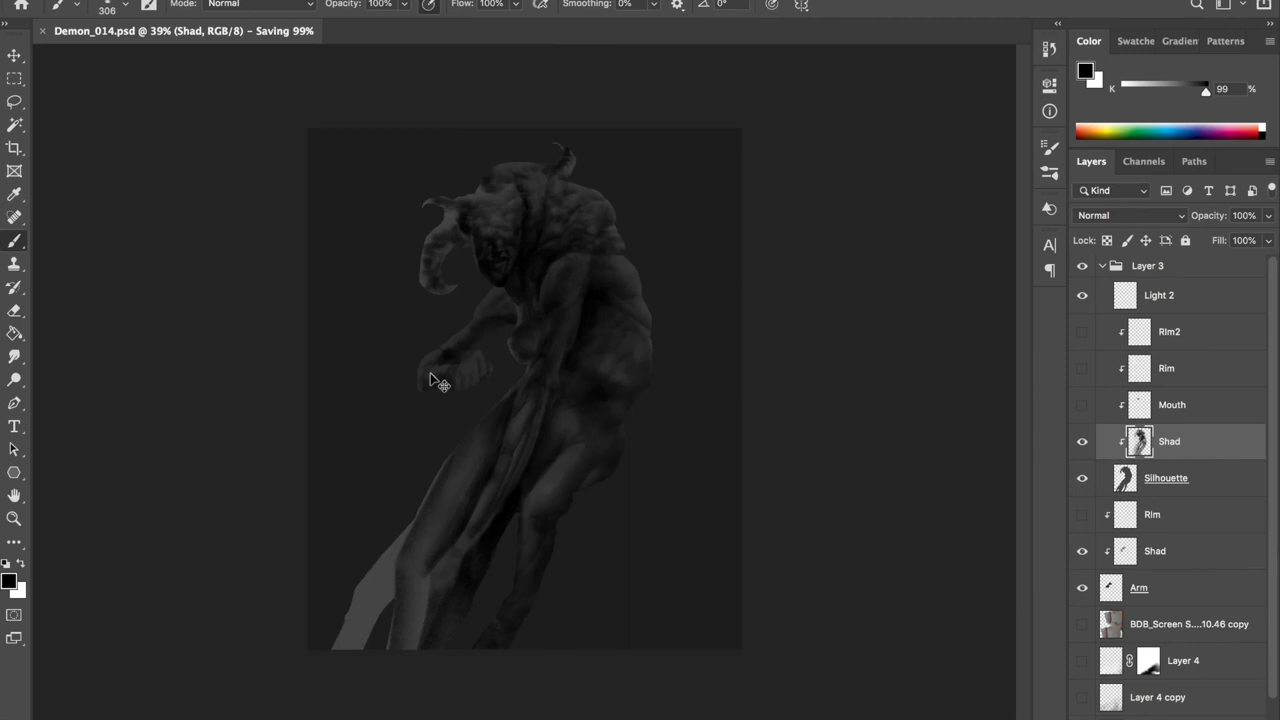 306
Mode: Normal
Opacity: 100%
Flow: 100%
Smoothing: 0%
0°
× Demon_014.psd @ 39% (Shad, RGB/8) – Saving 99%
Color
Swatche
Gradien
Patterns
K
99
%
Layers
Channels
Paths
Kind
Normal
Opacity: 100%
Lock:
Fill: 100%
Layer 3
Light 2
RIm2
Rim
Mouth
Shad
Silhouette
RIm
Shad
Arm
BDB_Screen S....10.46 copy
Layer 4
Layer 4 copy